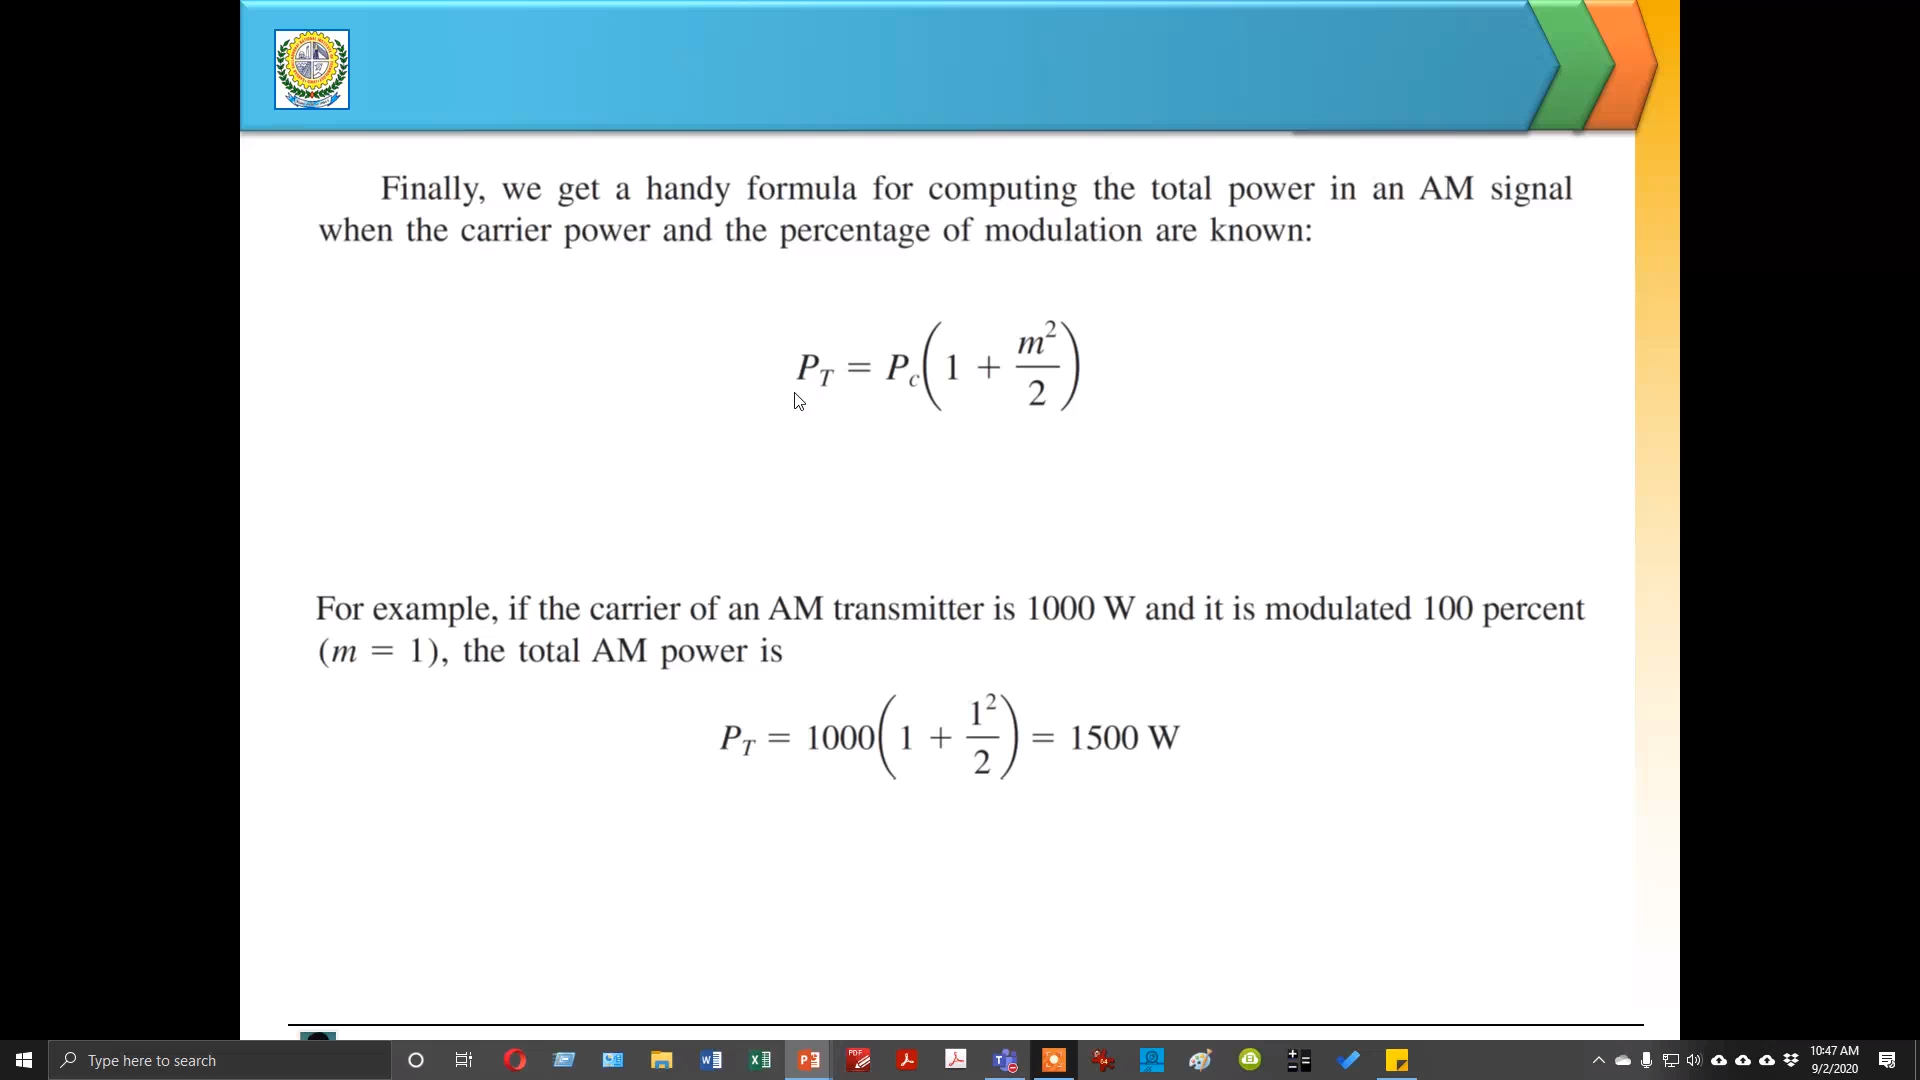 Finally, we get a handy formula for computing the total power in an AM signal
when the carrier power and the percentage of modulation are known:
P_T = P_c(1 + m²/2)
For example, if the carrier of an AM transmitter is 1000 W and it is modulated 100 percent
(m = 1), the total AM power is
P_T = 1000(1 + 1²/2) = 1500 W
Type here to search
10:47 AM
9/2/2020